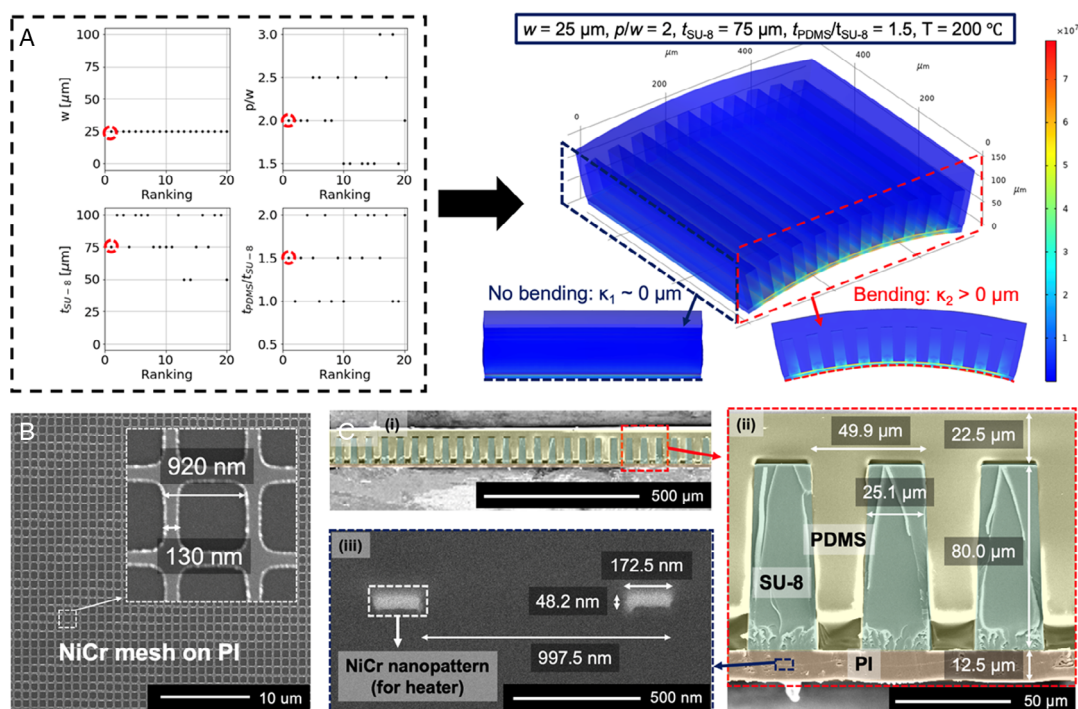 A
w [μm]
100
75
50
25
0
0
10
20
Ranking
p/w
3.0
2.5
2.0
1.5
0
10
20
Ranking
tSU−8 [μm]
100
75
50
25
0
0
10
20
Ranking
tPDMS/tSU−8
2.0
1.5
1.0
0.5
0
10
20
Ranking
w = 25 μm, p/w = 2, tSU-8 = 75 μm, tPDMS/tSU-8 = 1.5, T = 200 ℃
μm
400
200
0
400
μm
200
0
150
100
μm
50
0
×10⁷
7
6
5
4
3
2
1
No bending: κ1 ~ 0 μm
Bending: κ2 > 0 μm
B
920 nm
130 nm
NiCr mesh on PI
10 um
C
(i)
500 μm
(ii)
49.9 μm
22.5 μm
25.1 μm
PDMS
80.0 μm
SU-8
PI
12.5 μm
50 μm
(iii)
172.5 nm
48.2 nm
997.5 nm
NiCr nanopattern
(for heater)
500 nm